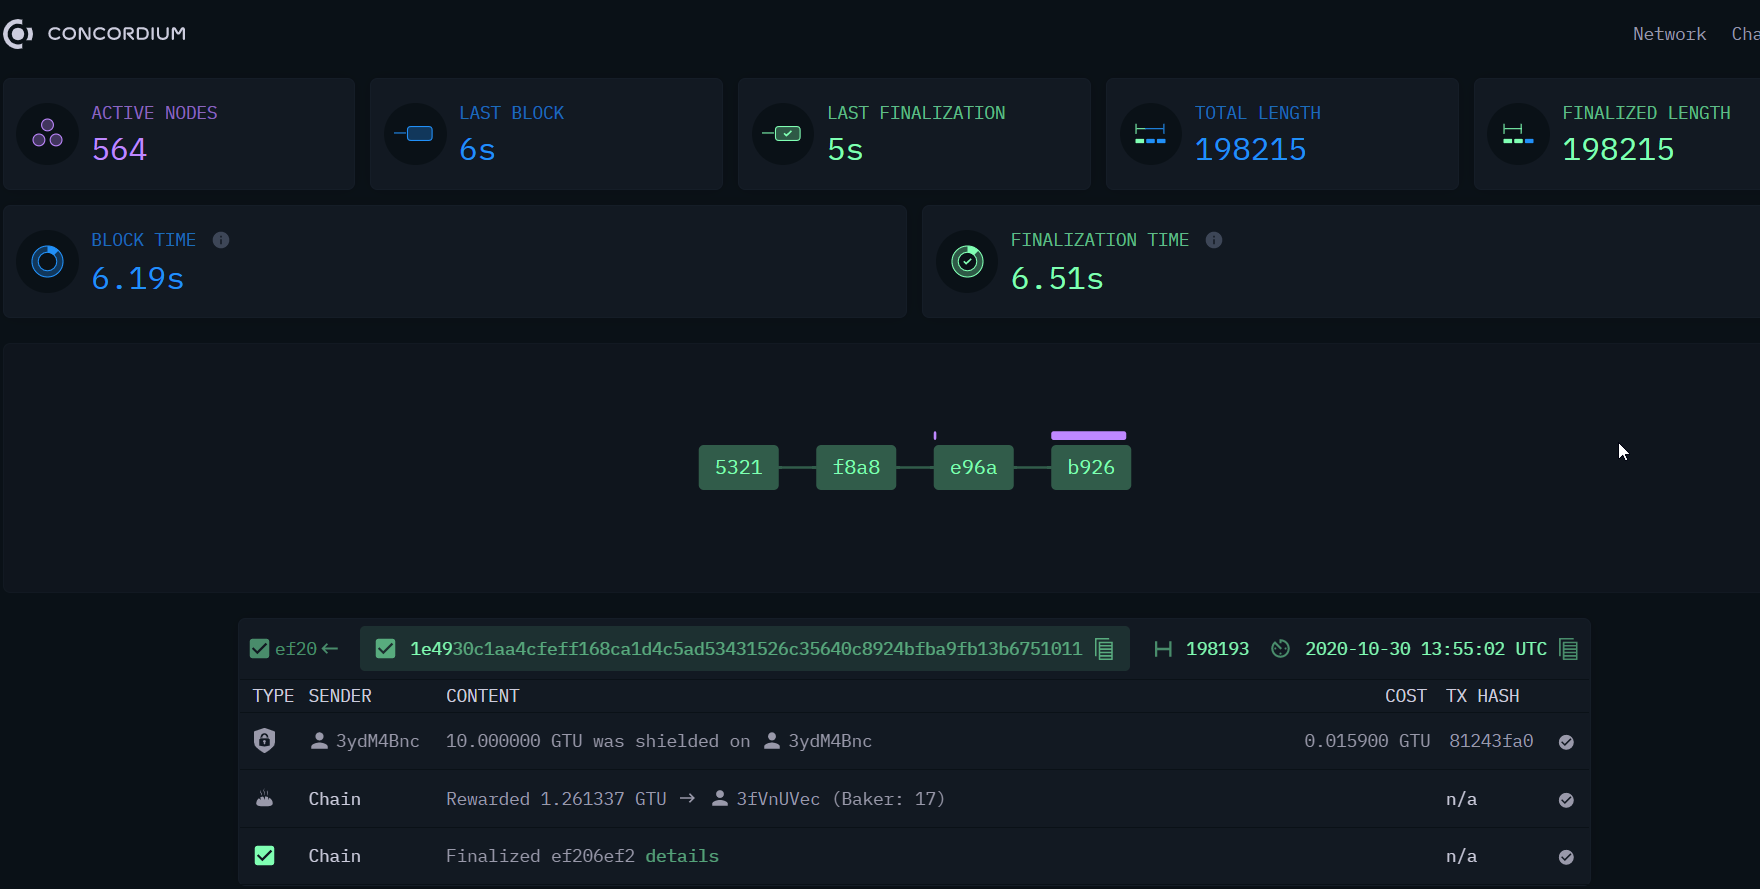 CONCORDIUM
Network
ACTIVE NODES
564
LAST BLOCK
6s
LAST FINALIZATION
5s
TOTAL LENGTH
198215
FINALIZED LENGTH
198215
BLOCK TIME
6.19s
FINALIZATION TIME
6.51s
5321
f8a8
e96a
b926
ef20← 1e4930c1aa4cfeff168ca1d4c5ad53431526c35640c8924bfba9fb13b6751011 198193 2020-10-30 13:55:02 UTC
TYPE SENDER CONTENT COST TX HASH
3ydM4Bnc 10.000000 GTU was shielded on 3ydM4Bnc 0.015900 GTU 81243fa0
Chain Rewarded 1.261337 GTU → 3fVnUVec (Baker: 17) n/a
Chain Finalized ef206ef2 details n/a